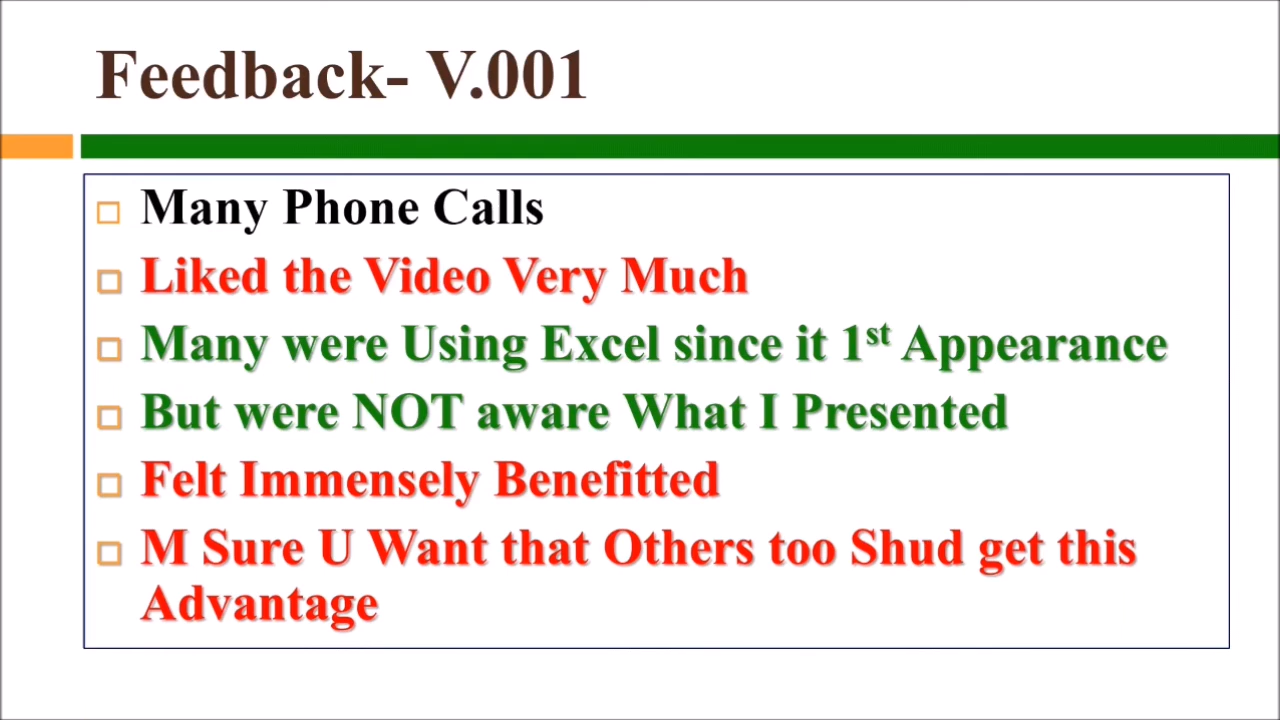 Feedback- V.001
Many Phone Calls
Liked the Video Very Much
Many were Using Excel since it 1st Appearance
But were NOT aware What I Presented
Felt Immensely Benefitted
M Sure U Want that Others too Shud get this
Advantage